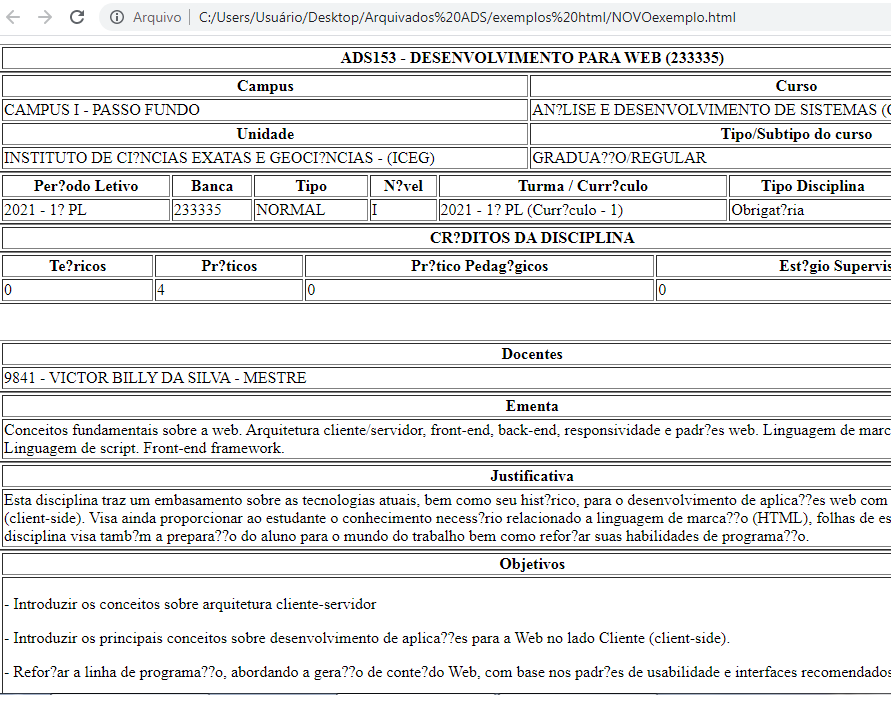 Arquivo | C:/Users/Usuário/Desktop/Arquivados%20ADS/exemplos%20html/NOVOexemplo.html
ADS153 - DESENVOLVIMENTO PARA WEB (233335)
Campus Curso
CAMPUS I - PASSO FUNDO AN?LISE E DESENVOLVIMENTO DE SISTEMAS (
Unidade Tipo/Subtipo do curso
INSTITUTO DE CI?NCIAS EXATAS E GEOCI?NCIAS - (ICEG) GRADUA??O/REGULAR
Per?odo Letivo Banca Tipo N?vel Turma / Curr?culo Tipo Disciplina
2021 - 1? PL 233335 NORMAL I 2021 - 1? PL (Curr?culo - 1) Obrigat?ria
CR?DITOS DA DISCIPLINA
Te?ricos Pr?ticos Pr?tico Pedag?gicos Est?gio Supervis
0 4 0 0
Docentes
9841 - VICTOR BILLY DA SILVA - MESTRE
Ementa
Conceitos fundamentais sobre a web. Arquitetura cliente/servidor, front-end, back-end, responsividade e padr?es web. Linguagem de marc
Linguagem de script. Front-end framework.
Justificativa
Esta disciplina traz um embasamento sobre as tecnologias atuais, bem como seu hist?rico, para o desenvolvimento de aplica??es web com
(client-side). Visa ainda proporcionar ao estudante o conhecimento necess?rio relacionado a linguagem de marca??o (HTML), folhas de es
disciplina visa tamb?m a prepara??o do aluno para o mundo do trabalho bem como refor?ar suas habilidades de programa??o.
Objetivos
- Introduzir os conceitos sobre arquitetura cliente-servidor
- Introduzir os principais conceitos sobre desenvolvimento de aplica??es para a Web no lado Cliente (client-side).
- Refor?ar a linha de programa??o, abordando a gera??o de conte?do Web, com base nos padr?es de usabilidade e interfaces recomendados